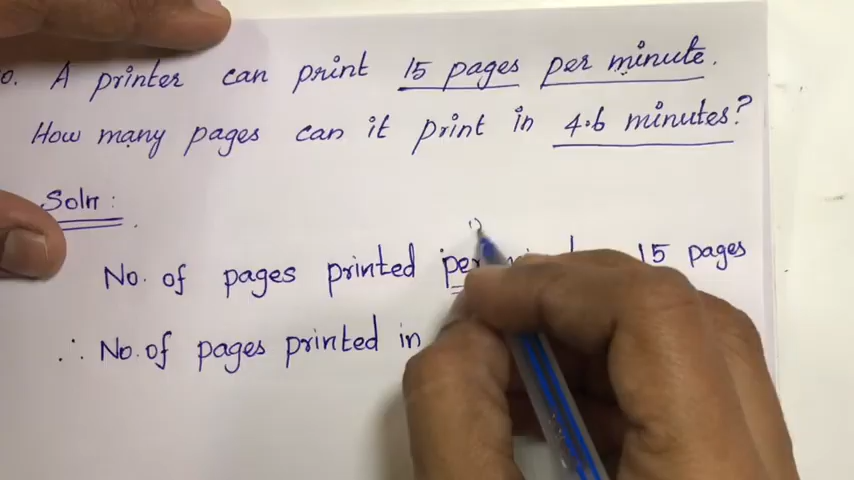 0. A printer can print 15 pages per minute.
How many pages can it print in 4.6 minutes?
Soln :
No. of pages printed per 15 pages
∴ No. of pages printed in